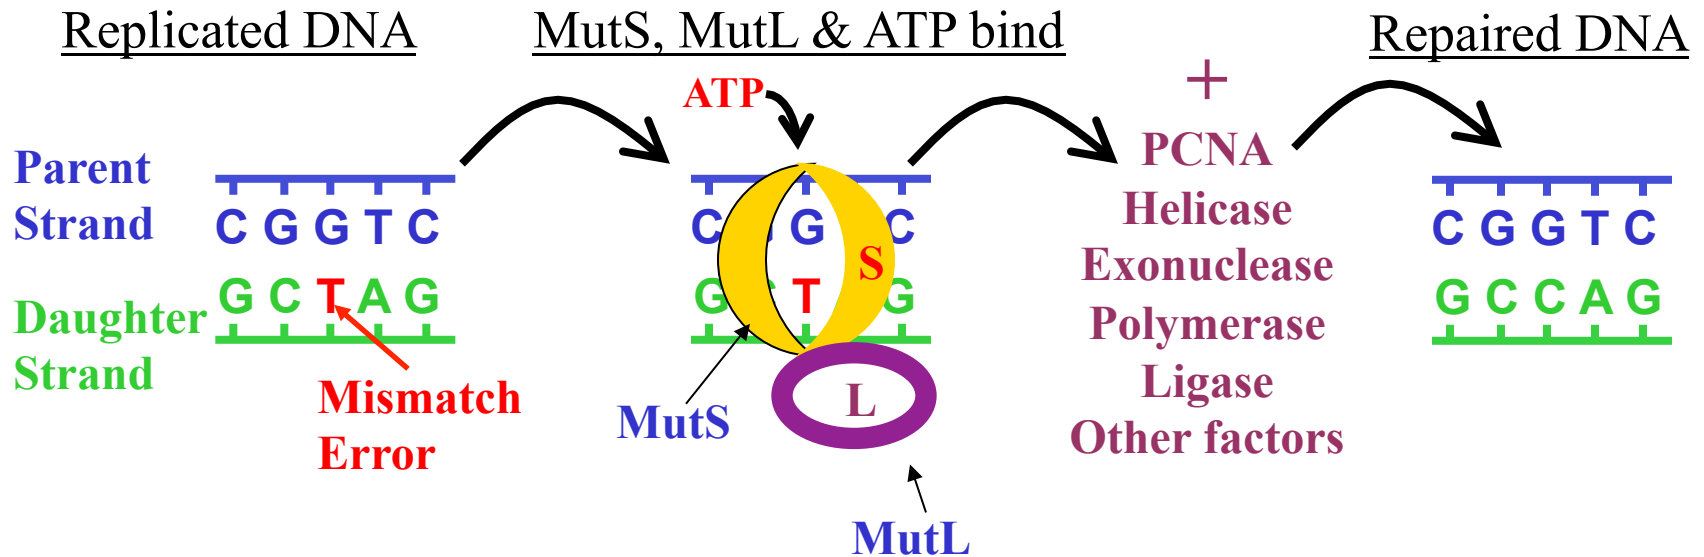 Replicated DNA
MutS, MutL & ATP bind
Repaired DNA
Parent
Strand
C G G T C
G C T A G
Daughter
Strand
Mismatch
Error
ATP
C G G C
G C T G
S
L
MutS
MutL
+
PCNA
Helicase
Exonuclease
Polymerase
Ligase
Other factors
C G G T C
G C C A G